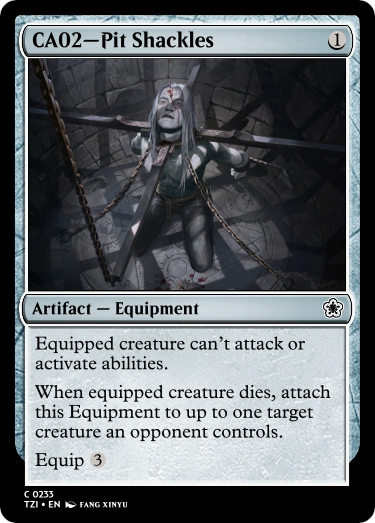 CA02—Pit Shackles 1
Artifact — Equipment
Equipped creature can't attack or
activate abilities.
When equipped creature dies, attach
this Equipment to up to one target
creature an opponent controls.
Equip 3
C 0233
TZI • EN FANG XINYU